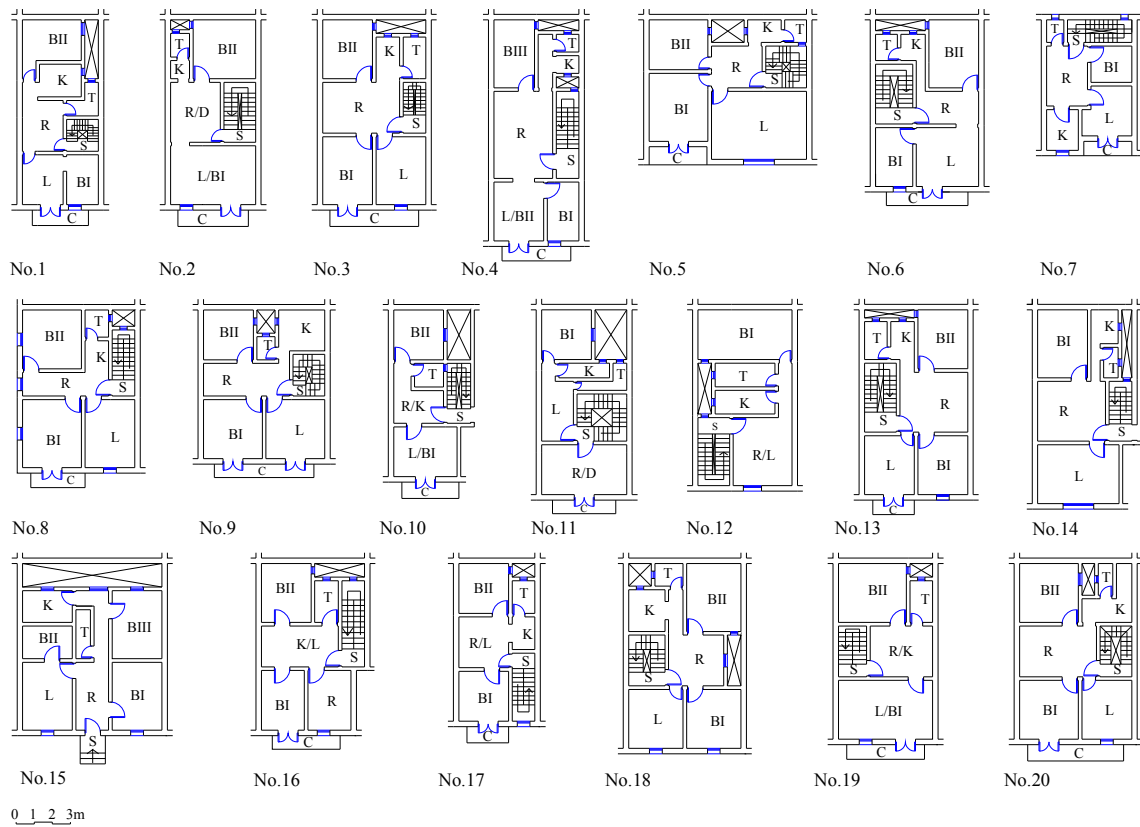 BII
K
T
R
S
L
BI
C
No.1
T
BII
K
R/D
S
L/BI
C
No.2
BII
K
T
R
S
BI
L
C
No.3
BIII
T
K
R
S
L/BII
BI
C
No.4
BII
K
T
R
S
BI
L
C
No.5
T
K
BII
S
R
BI
L
C
No.6
T
S
R
BI
L
K
C
No.7
BII
T
K
R
S
BI
L
C
No.8
BII
K
T
R
S
BI
L
C
No.9
BII
T
R/K
S
L/BI
C
No.10
BI
K
T
L
S
R/D
C
No.11
BII
T
K
S
R/L
No.12
T
K
BII
R
S
L
BI
C
No.13
BI
K
T
R
S
L
No.14
K
BII
T
BIII
L
R
BI
S
No.15
BII
T
K/L
S
BI
R
C
No.16
BII
T
R/L
K
S
BI
C
No.17
T
BII
K
R
S
L
BI
No.18
BII
T
R/K
S
L/BI
C
No.19
BII
T
K
R
S
BI
L
C
No.20
0 1 2 3m